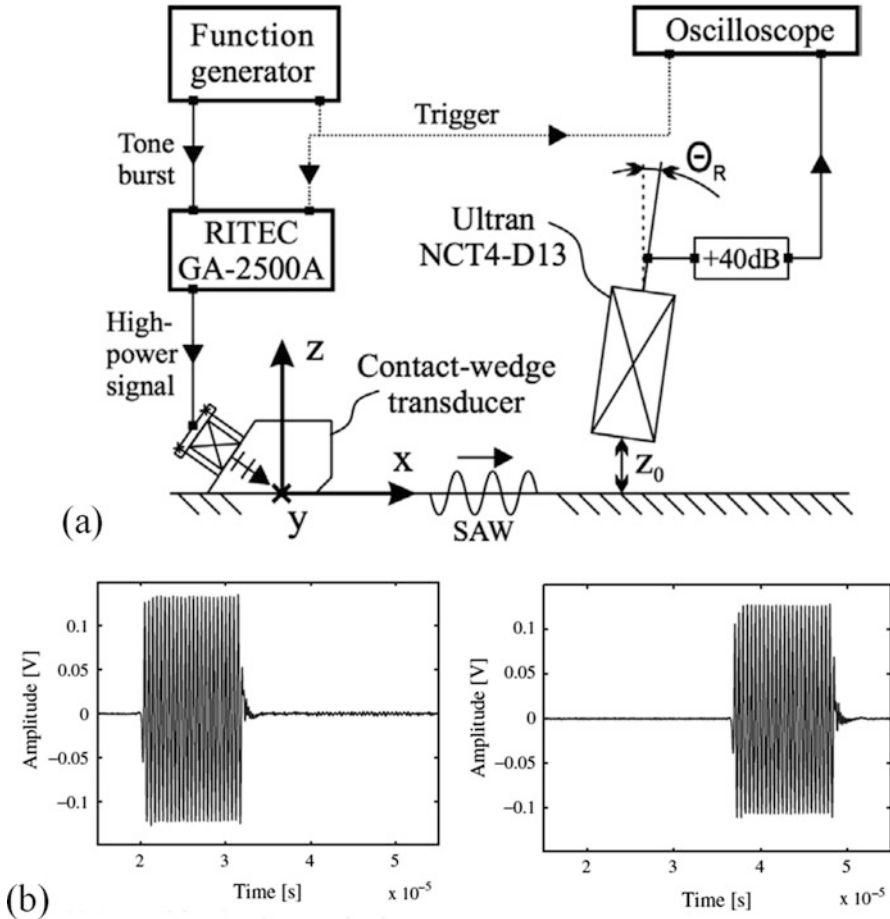 Function
generator
Oscilloscope
Trigger
Tone
burst
Θ_R
Ultran
NCT4-D13
RITEC
GA-2500A
+40dB
High-
power
signal
z
Contact-wedge
transducer
x
z₀
y
SAW
(a)
0.1
0.05
0
−0.05
−0.1
Amplitude [V]
2 3 4 5
Time [s]
x 10⁻⁵
0.1
0.05
0
−0.05
−0.1
Amplitude [V]
2 3 4 5
Time [s]
x 10⁻⁵
(b)